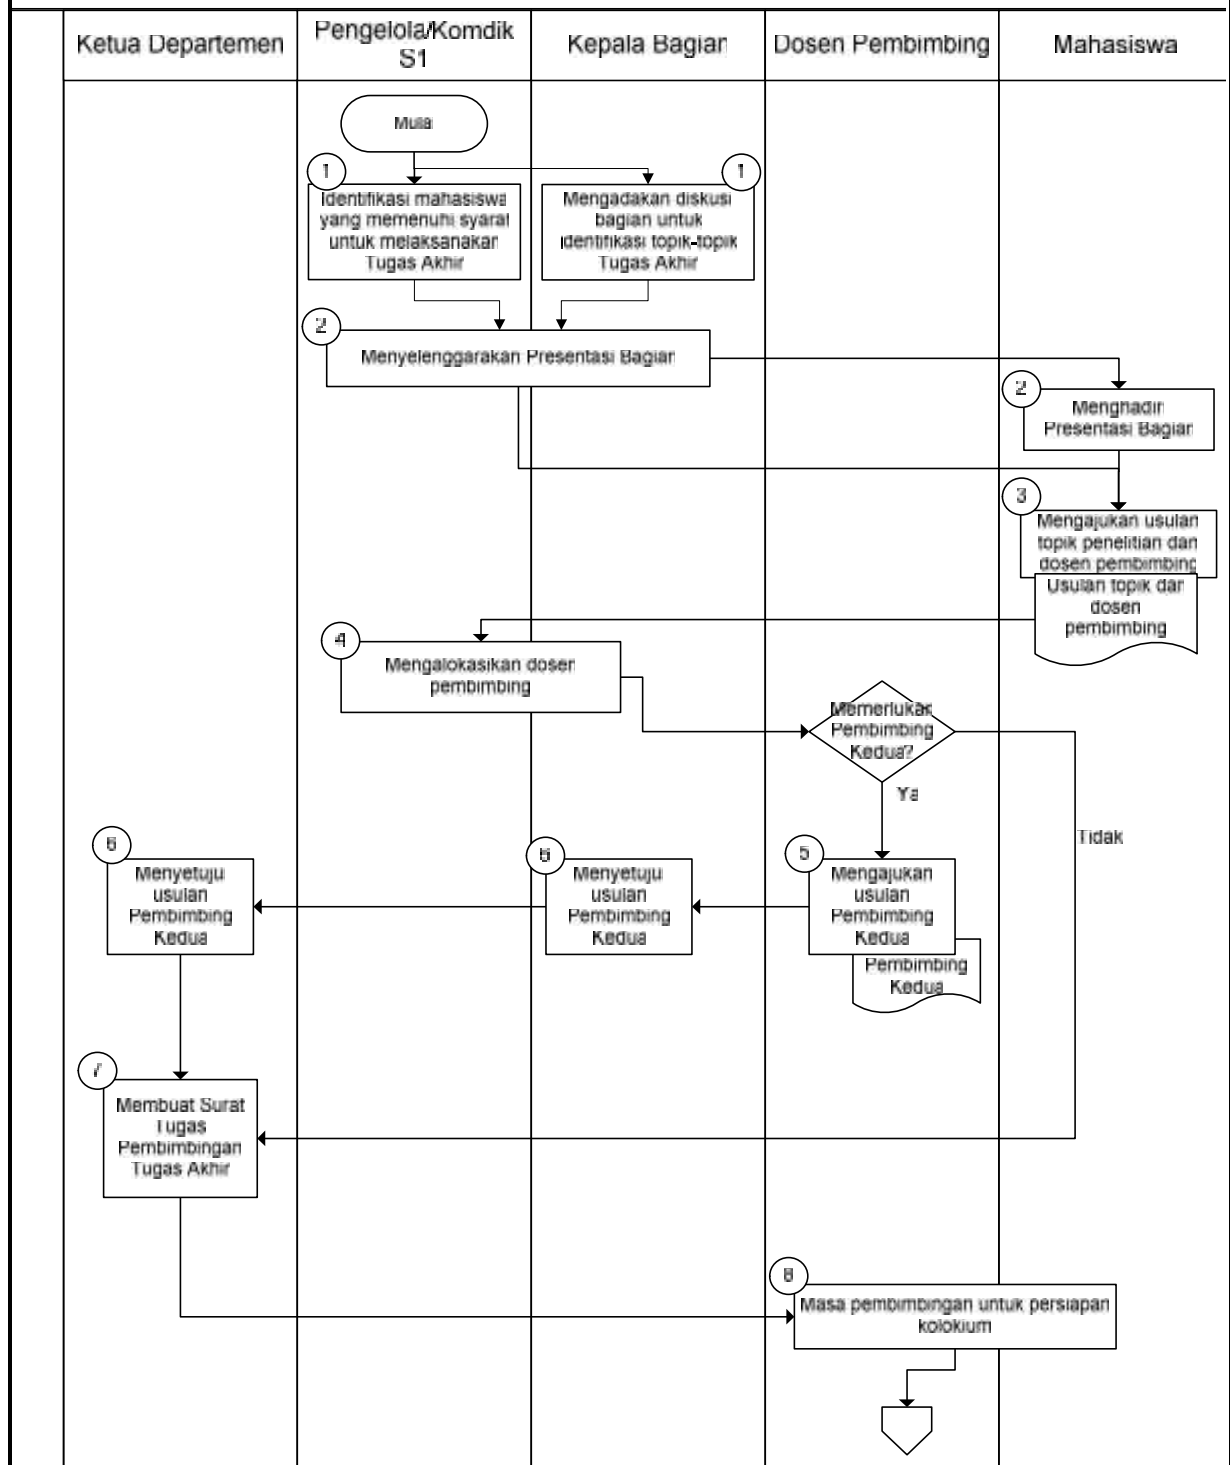 Ketua Departemen
Pengelola/Komdik
S1
Kepala Bagian
Dosen Pembimbing
Mahasiswa
Mulai
1
Identifikasi mahasiswa
yang memenuhi syarat
untuk melaksanakan
Tugas Akhir
1
Mengadakan diskusi
bagian untuk
identifikasi topik-topik
Tugas Akhir
2
Menyelenggarakan Presentasi Bagian
2
Menghadiri
Presentasi Bagian
3
Mengajukan usulan
topik penelitian dan
dosen pembimbing
Usulan topik dan
dosen
pembimbing
4
Mengalokasikan dosen
pembimbing
Memerlukan
Pembimbing
Kedua?
Ya
Tidak
6
Menyetujui
usulan
Pembimbing
Kedua
6
Menyetujui
usulan
Pembimbing
Kedua
5
Mengajukan
usulan
Pembimbing
Kedua
Pembimbing
Kedua
7
Membuat Surat
Tugas
Pembimbingan
Tugas Akhir
8
Masa pembimbingan untuk persiapan
kolokium